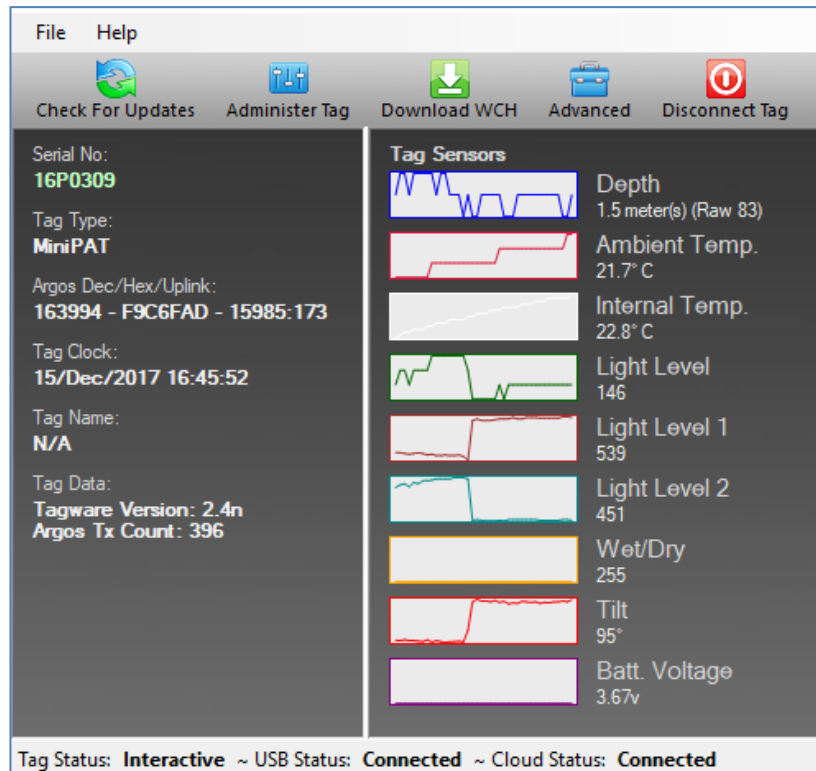 File Help
Check For Updates Administer Tag Download WCH Advanced Disconnect Tag
Serial No:
16P0309
Tag Type:
MiniPAT
Argos Dec/Hex/Uplink:
163994 - F9C6FAD - 15985:173
Tag Clock:
15/Dec/2017 16:45:52
Tag Name:
N/A
Tag Data:
Tagware Version: 2.4n
Argos Tx Count: 396
Tag Sensors
Depth
1.5 meter(s) (Raw 83)
Ambient Temp.
21.7° C
Internal Temp.
22.8° C
Light Level
146
Light Level 1
539
Light Level 2
451
Wet/Dry
255
Tilt
95°
Batt. Voltage
3.67v
Tag Status: Interactive ~ USB Status: Connected ~ Cloud Status: Connected